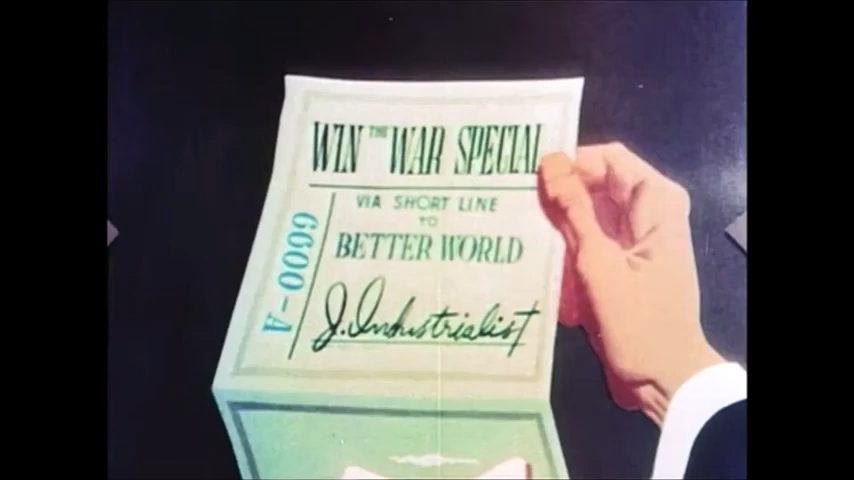 WIN THE WAR SPECIAL
VIA SHORT LINE
TO
BETTER WORLD
J. Industrialist
6600-A